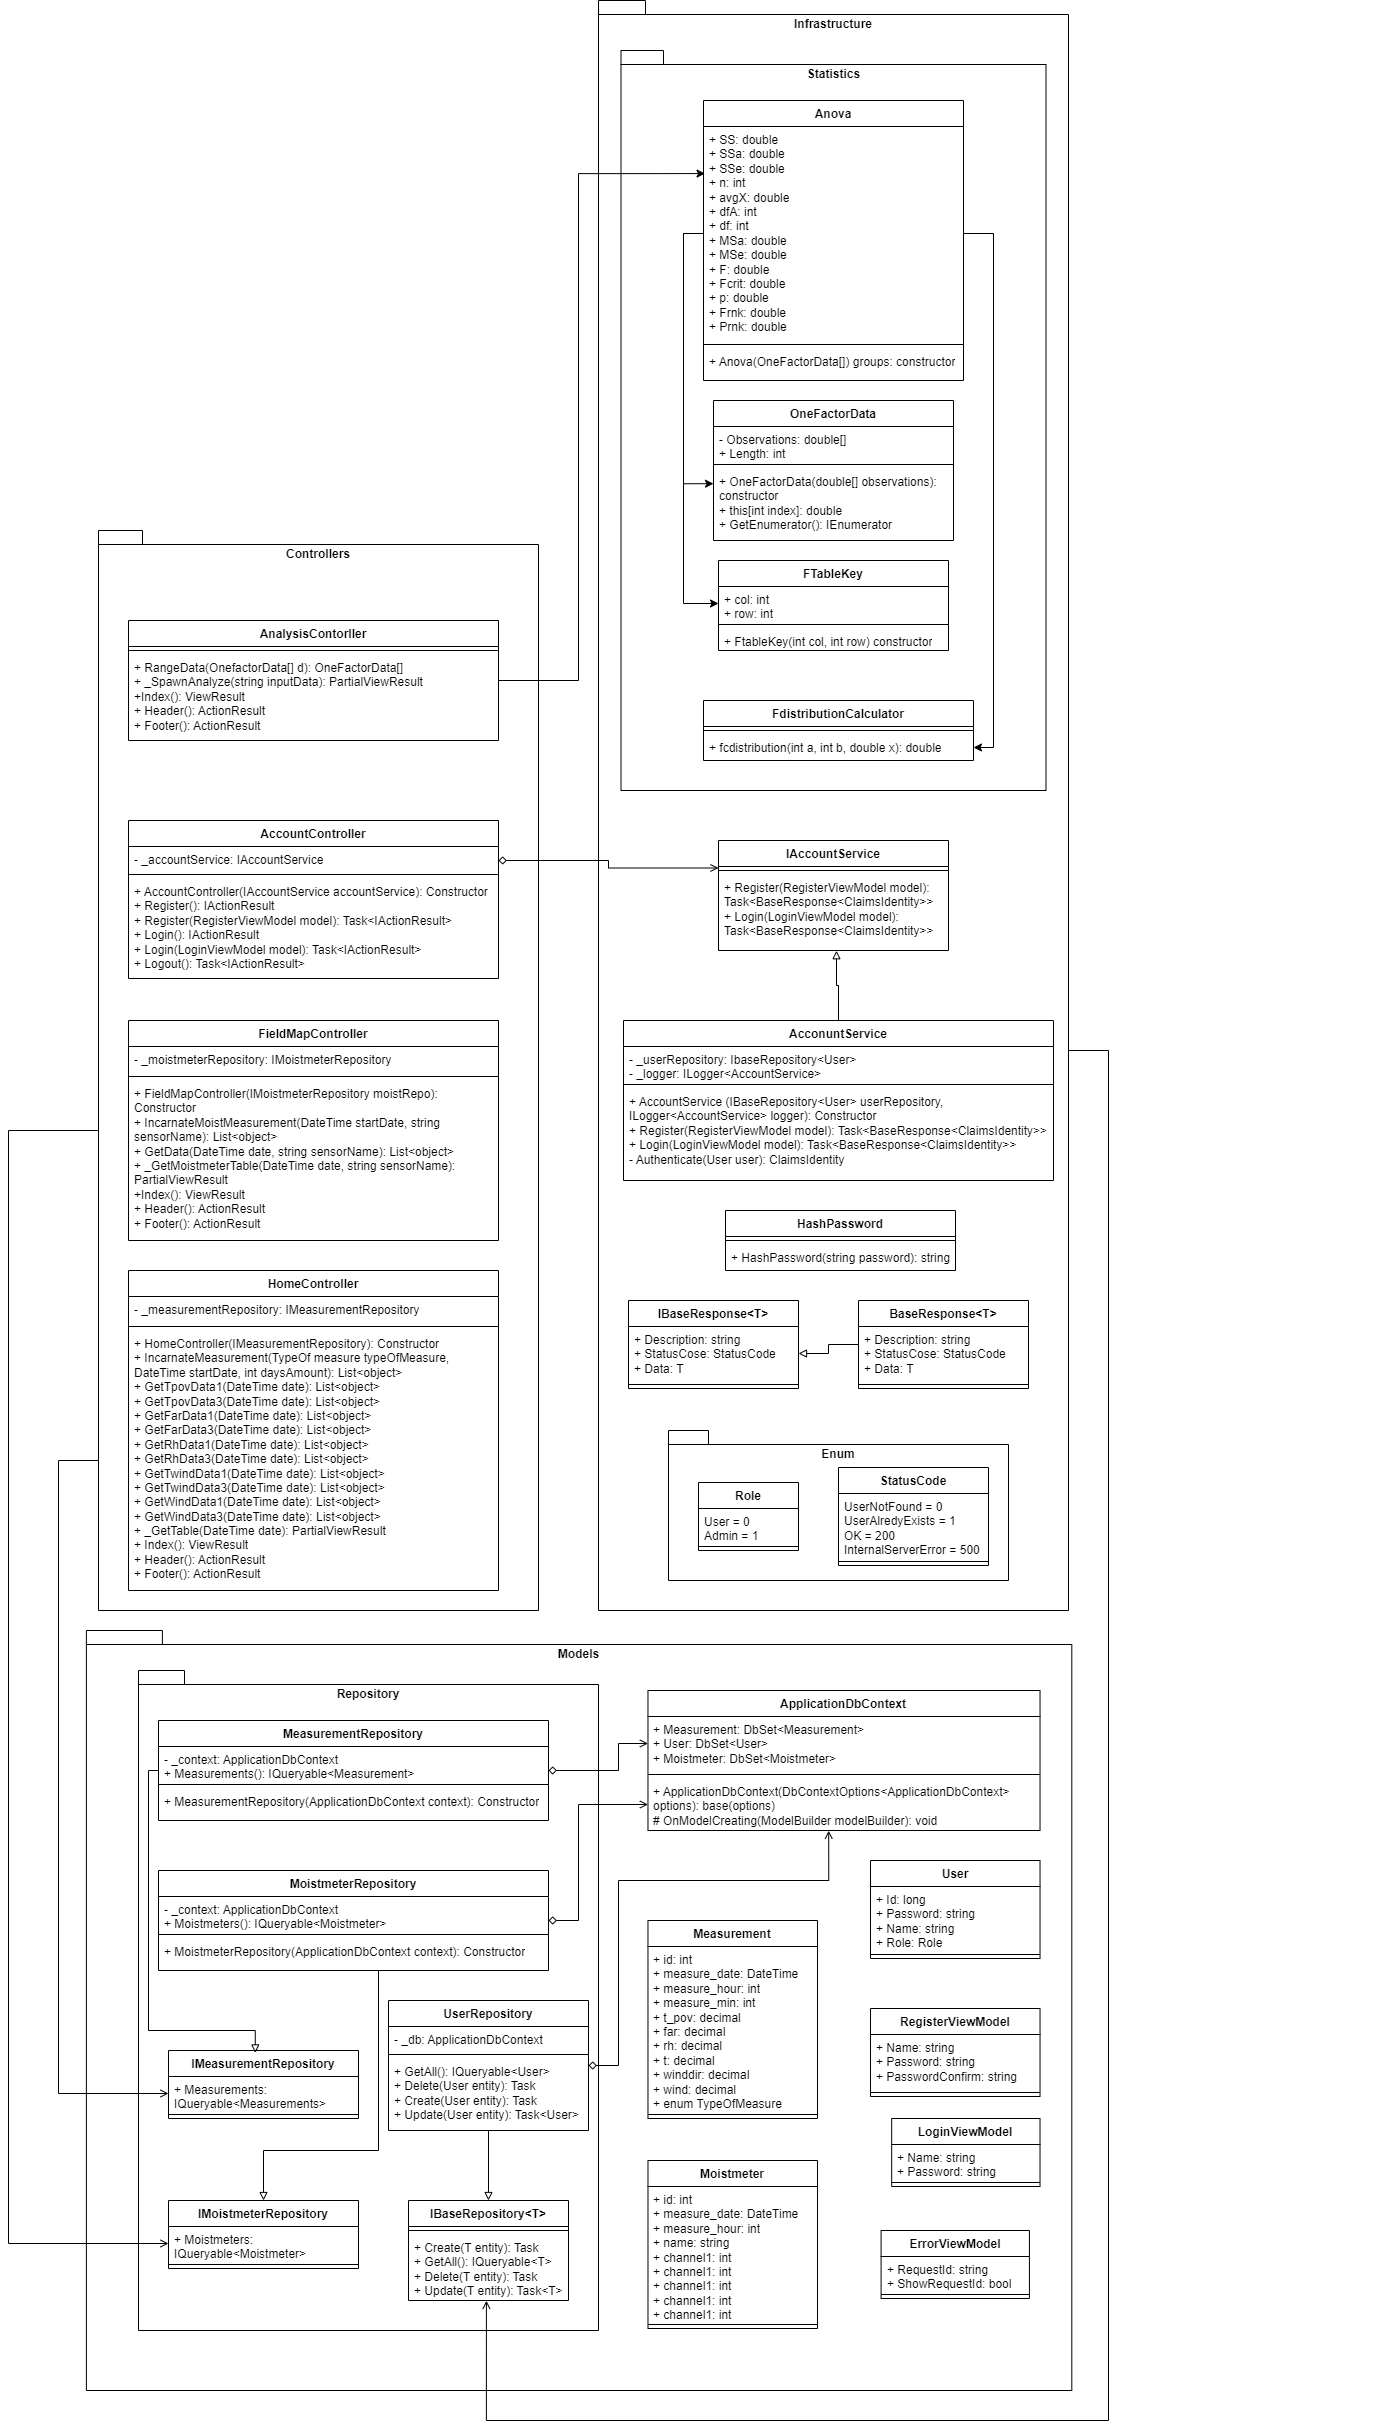 Infrastructure
Statistics
Anova
+ SS: double
+ SSa: double
+ SSe: double
+ n: int
+ avgX: double
+ dfA: int
+ df: int
+ MSa: double
+ MSe: double
+ F: double
+ Fcrit: double
+ p: double
+ Frnk: double
+ Prnk: double
+ Anova(OneFactorData[]) groups: constructor
OneFactorData
- Observations: double[]
+ Length: int
+ OneFactorData(double[] observations):
constructor
+ this[int index]: double
+ GetEnumerator(): IEnumerator
FTableKey
+ col: int
+ row: int
+ FtableKey(int col, int row) constructor
FdistributionCalculator
+ fcdistribution(int a, int b, double x): double
Controllers
AnalysisContorller
+ RangeData(OnefactorData[] d): OneFactorData[]
+ _SpawnAnalyze(string inputData): PartialViewResult
+Index(): ViewResult
+ Header(): ActionResult
+ Footer(): ActionResult
AccountController
- _accountService: IAccountService
+ AccountController(IAccountService accountService): Constructor
+ Register(): IActionResult
+ Register(RegisterViewModel model): Task<IActionResult>
+ Login(): IActionResult
+ Login(LoginViewModel model): Task<IActionResult>
+ Logout(): Task<IActionResult>
FieldMapController
- _moistmeterRepository: IMoistmeterRepository
+ FieldMapController(IMoistmeterRepository moistRepo):
Constructor
+ IncarnateMoistMeasurement(DateTime startDate, string
sensorName): List<object>
+ GetData(DateTime date, string sensorName): List<object>
+ _GetMoistmeterTable(DateTime date, string sensorName):
PartialViewResult
+Index(): ViewResult
+ Header(): ActionResult
+ Footer(): ActionResult
HomeController
- _measurementRepository: IMeasurementRepository
+ HomeController(IMeasurementRepository): Constructor
+ IncarnateMeasurement(TypeOf measure typeOfMeasure,
DateTime startDate, int daysAmount): List<object>
+ GetTpovData1(DateTime date): List<object>
+ GetTpovData3(DateTime date): List<object>
+ GetFarData1(DateTime date): List<object>
+ GetFarData3(DateTime date): List<object>
+ GetRhData1(DateTime date): List<object>
+ GetRhData3(DateTime date): List<object>
+ GetTwindData1(DateTime date): List<object>
+ GetTwindData3(DateTime date): List<object>
+ GetWindData1(DateTime date): List<object>
+ GetWindData3(DateTime date): List<object>
+ _GetTable(DateTime date): PartialViewResult
+ Index(): ViewResult
+ Header(): ActionResult
+ Footer(): ActionResult
IAccountService
+ Register(RegisterViewModel model):
Task<BaseResponse<ClaimsIdentity>>
+ Login(LoginViewModel model):
Task<BaseResponse<ClaimsIdentity>>
AcconuntService
- _userRepository: IbaseRepository<User>
- _logger: ILogger<AccountService>
+ AccountService (IBaseRepository<User> userRepository,
ILogger<AccountService> logger): Constructor
+ Register(RegisterViewModel model): Task<BaseResponse<ClaimsIdentity>>
+ Login(LoginViewModel model): Task<BaseResponse<ClaimsIdentity>>
- Authenticate(User user): ClaimsIdentity
HashPassword
+ HashPassword(string password): string
IBaseResponse<T>
+ Description: string
+ StatusCose: StatusCode
+ Data: T
BaseResponse<T>
+ Description: string
+ StatusCose: StatusCode
+ Data: T
Enum
Role
User = 0
Admin = 1
StatusCode
UserNotFound = 0
UserAlredyExists = 1
OK = 200
InternalServerError = 500
Models
Repository
MeasurementRepository
- _context: ApplicationDbContext
+ Measurements(): IQueryable<Measurement>
+ MeasurementRepository(ApplicationDbContext context): Constructor
MoistmeterRepository
- _context: ApplicationDbContext
+ Moistmeters(): IQueryable<Moistmeter>
+ MoistmeterRepository(ApplicationDbContext context): Constructor
UserRepository
- _db: ApplicationDbContext
+ GetAll(): IQueryable<User>
+ Delete(User entity): Task
+ Create(User entity): Task
+ Update(User entity): Task<User>
IMeasurementRepository
+ Measurements:
IQueryable<Measurements>
IMoistmeterRepository
+ Moistmeters:
IQueryable<Moistmeter>
IBaseRepository<T>
+ Create(T entity): Task
+ GetAll(): IQueryable<T>
+ Delete(T entity): Task
+ Update(T entity): Task<T>
ApplicationDbContext
+ Measurement: DbSet<Measurement>
+ User: DbSet<User>
+ Moistmeter: DbSet<Moistmeter>
+ ApplicationDbContext(DbContextOptions<ApplicationDbContext>
options): base(options)
# OnModelCreating(ModelBuilder modelBuilder): void
User
+ Id: long
+ Password: string
+ Name: string
+ Role: Role
Measurement
+ id: int
+ measure_date: DateTime
+ measure_hour: int
+ measure_min: int
+ t_pov: decimal
+ far: decimal
+ rh: decimal
+ t: decimal
+ winddir: decimal
+ wind: decimal
+ enum TypeOfMeasure
RegisterViewModel
+ Name: string
+ Password: string
+ PasswordConfirm: string
LoginViewModel
+ Name: string
+ Password: string
Moistmeter
+ id: int
+ measure_date: DateTime
+ measure_hour: int
+ name: string
+ channel1: int
+ channel1: int
+ channel1: int
+ channel1: int
+ channel1: int
ErrorViewModel
+ RequestId: string
+ ShowRequestId: bool